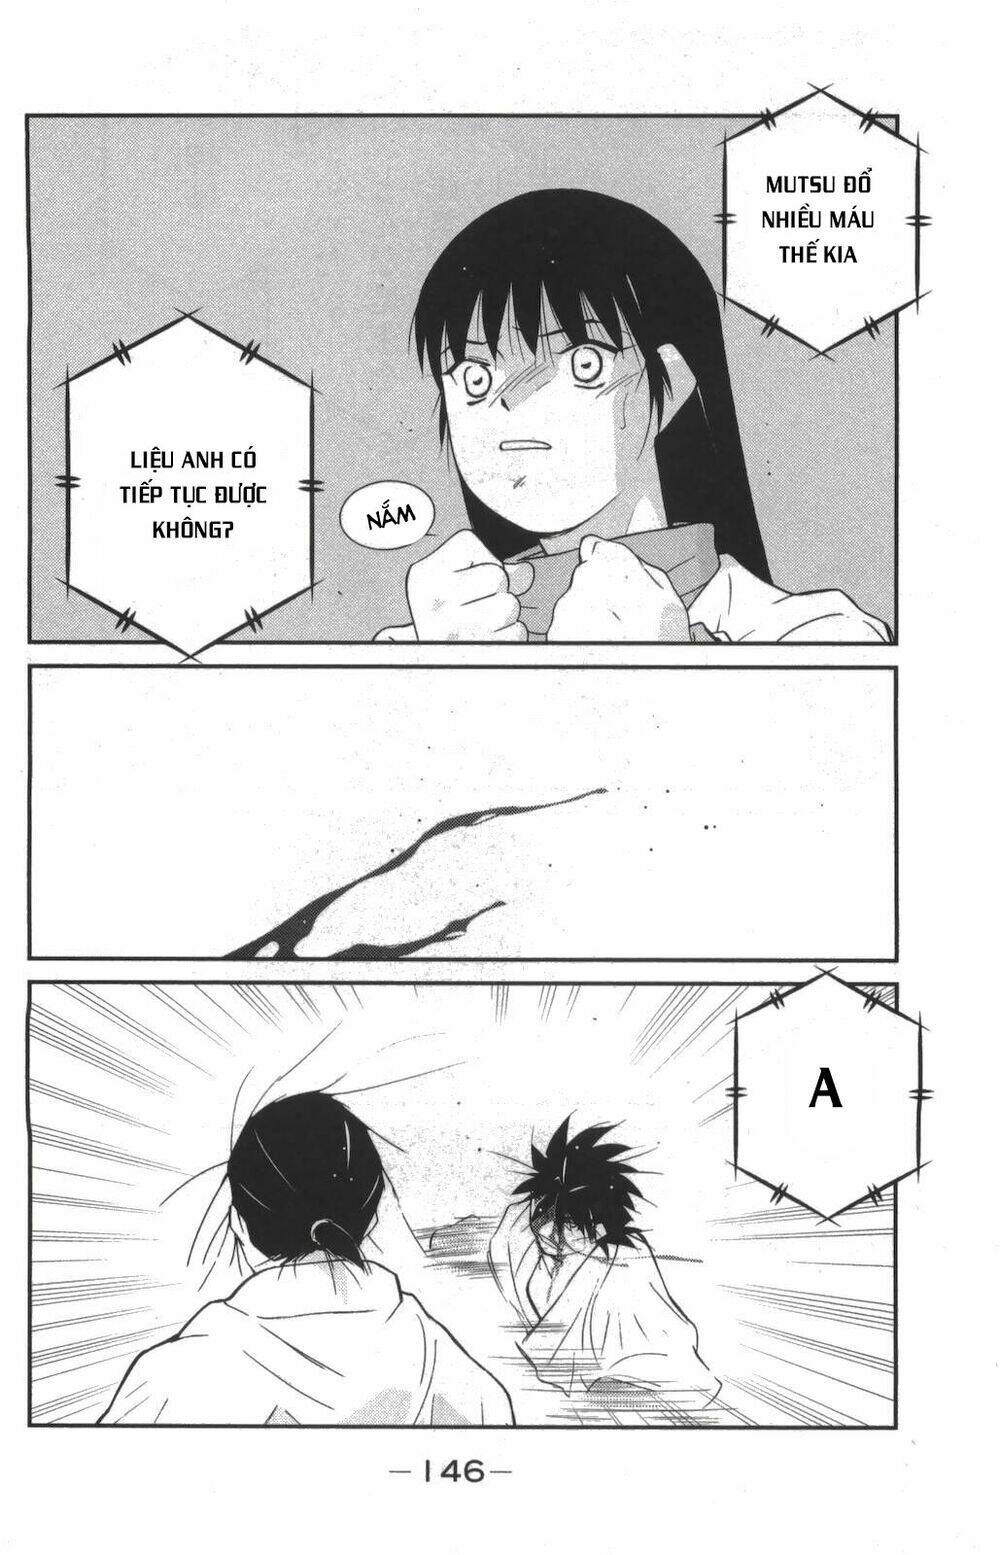 MUTSU ĐỔ
NHIỀU MÁU
THẾ KIA
LIỆU ANH CÓ
TIẾP TỤC ĐƯỢC
KHÔNG?
NẮM
A
—146—